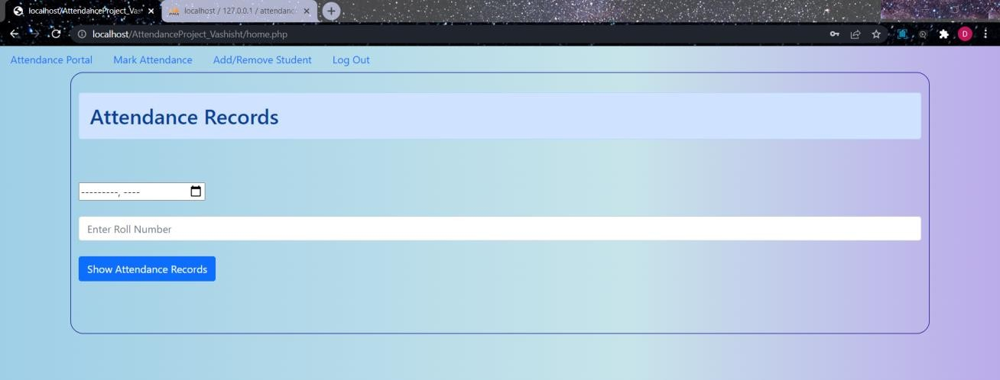 localhost/AttendanceProject_Vas
localhost / 127.0.0.1 / attendanc
localhost/AttendanceProject_Vashisht/home.php
D
Attendance Portal Mark Attendance Add/Remove Student Log Out
Attendance Records
---------, ----
Enter Roll Number
Show Attendance Records